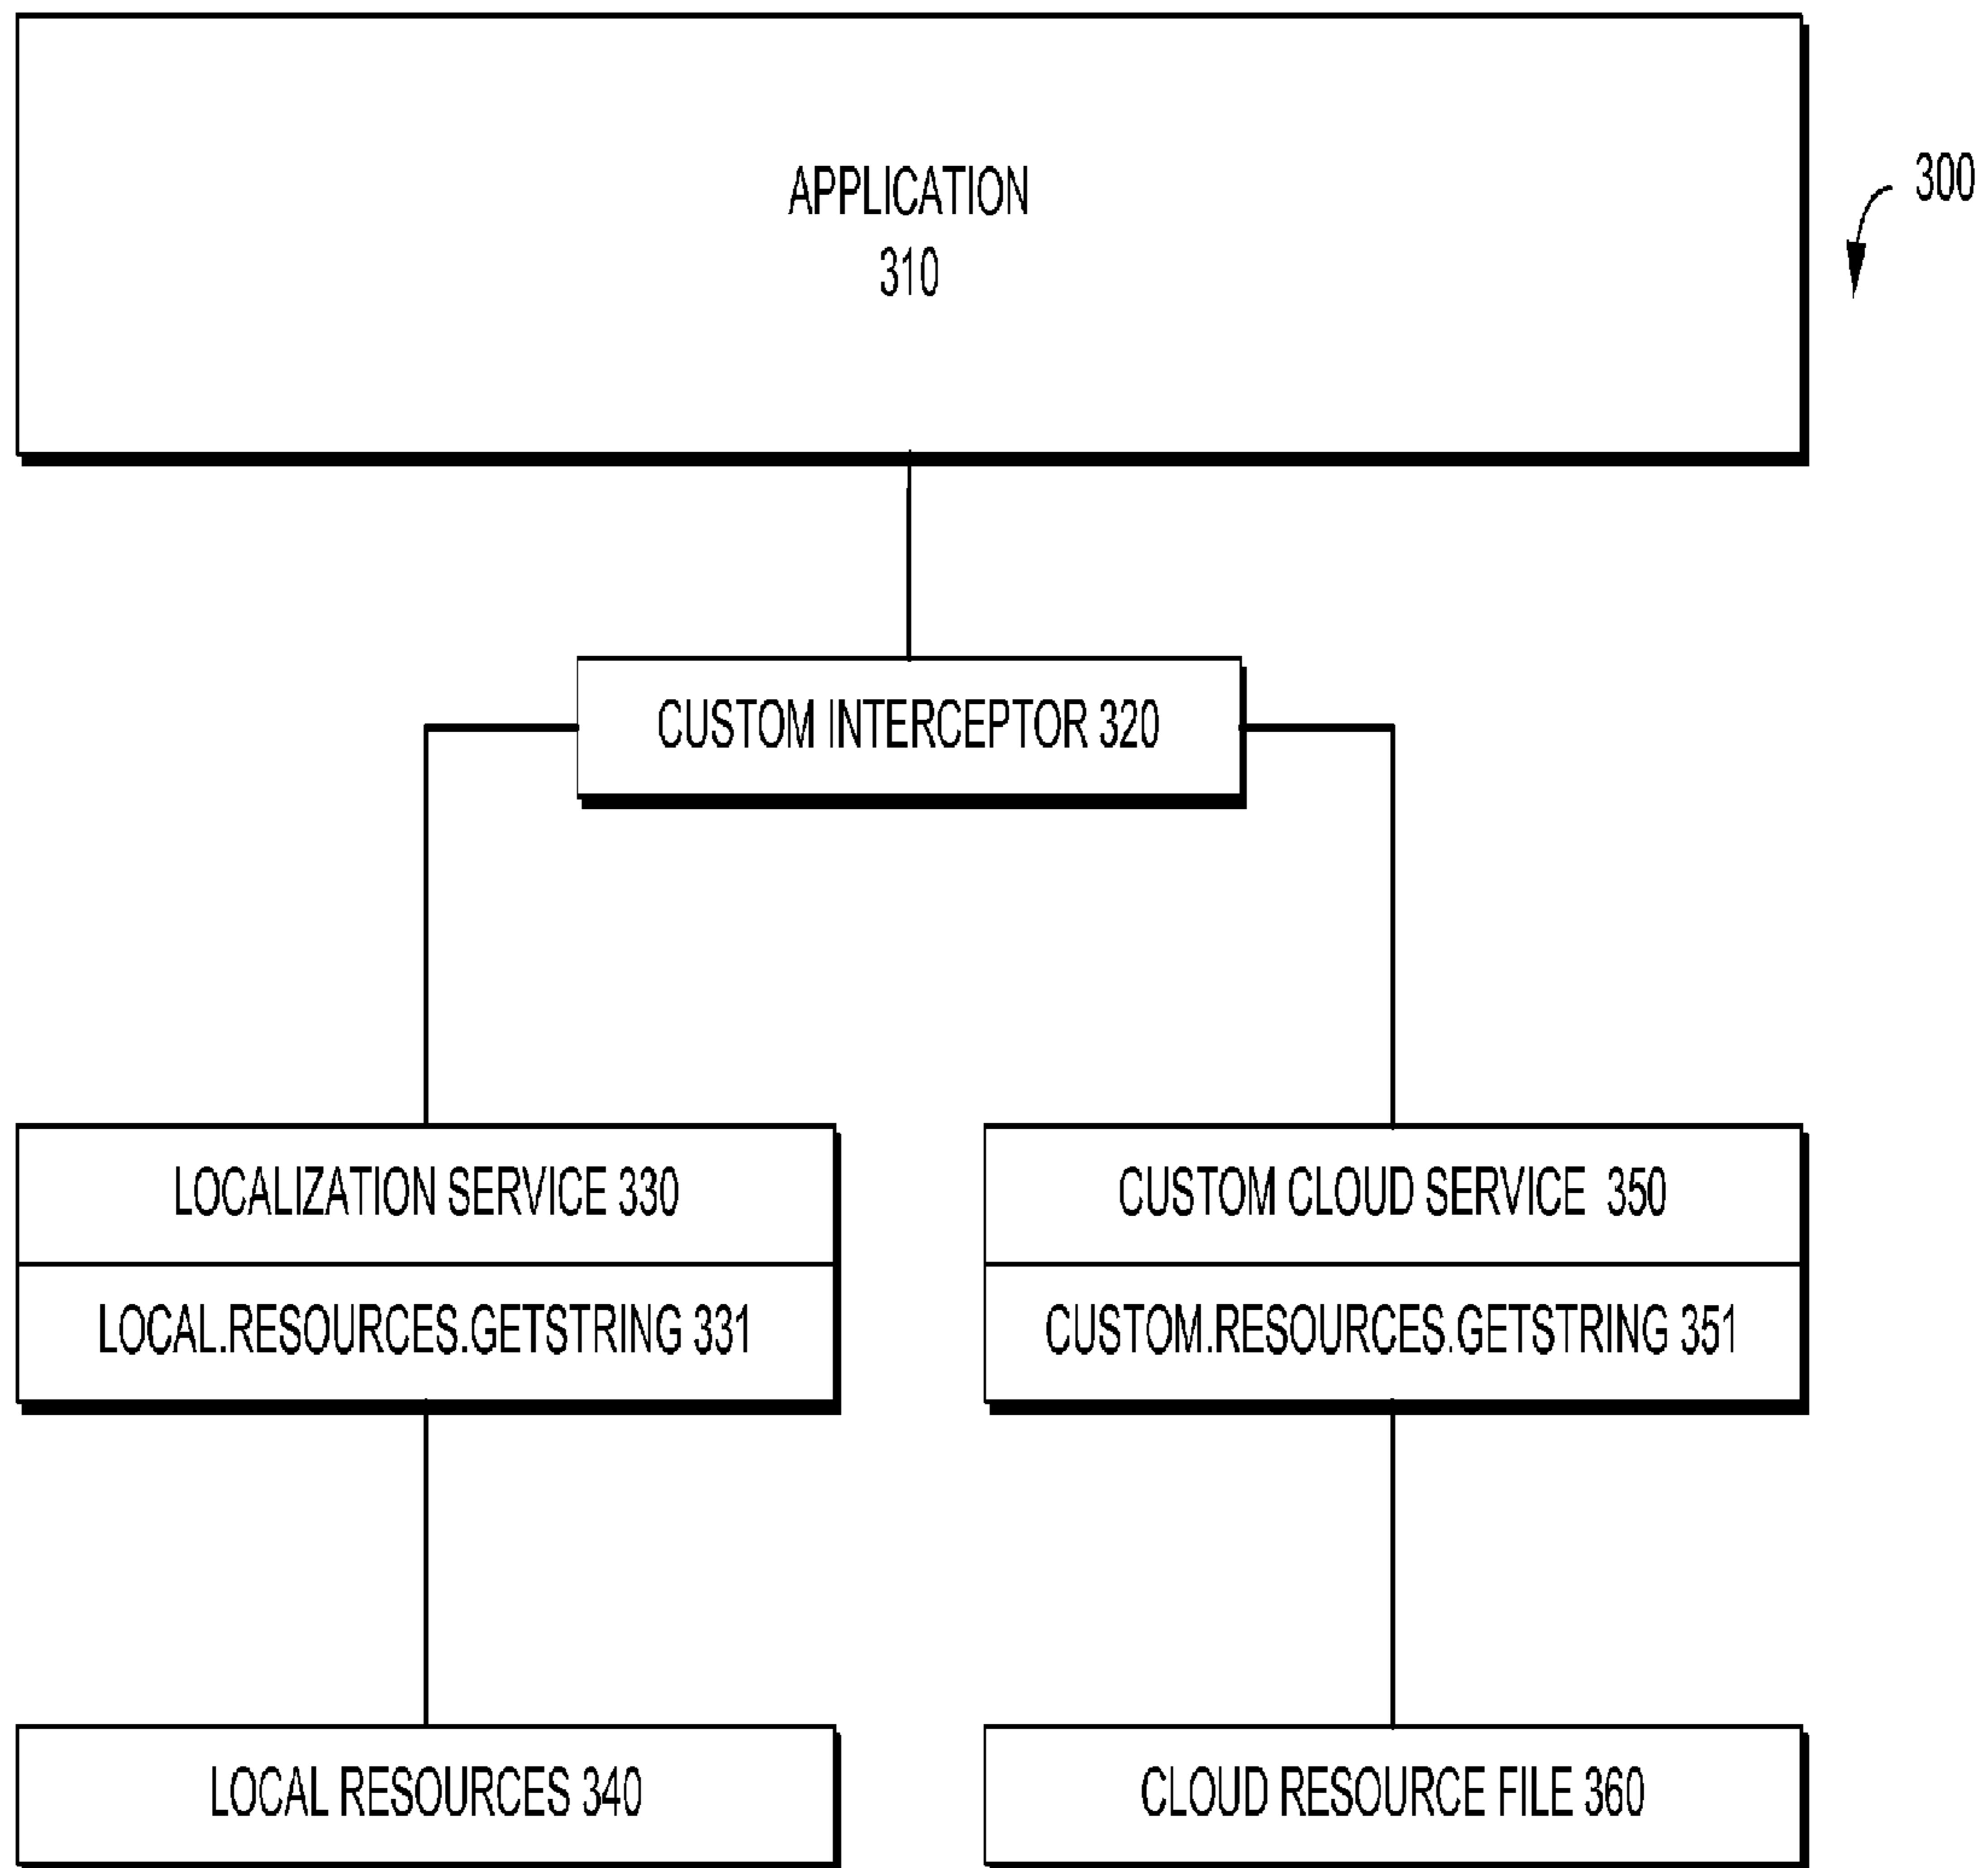 APPLICATION
310
300
CUSTOM INTERCEPTOR 320
LOCALIZATION SERVICE 330
LOCAL.RESOURCES.GETSTRING 331
CUSTOM CLOUD SERVICE 350
CUSTOM.RESOURCES.GETSTRING 351
LOCAL RESOURCES 340
CLOUD RESOURCE FILE 360